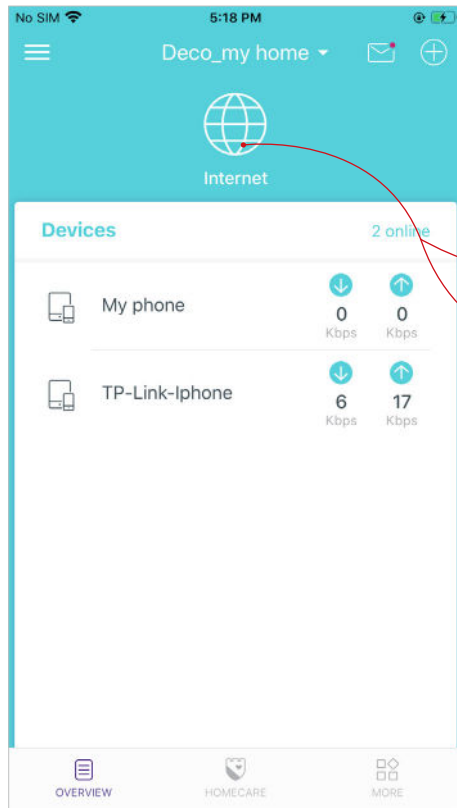 No SIM 5:18 PM
Deco_my home
Internet
Devices 2 online
My phone
0 0
Kbps Kbps
TP-Link-Iphone
6 17
Kbps Kbps
OVERVIEW HOMECARE MORE